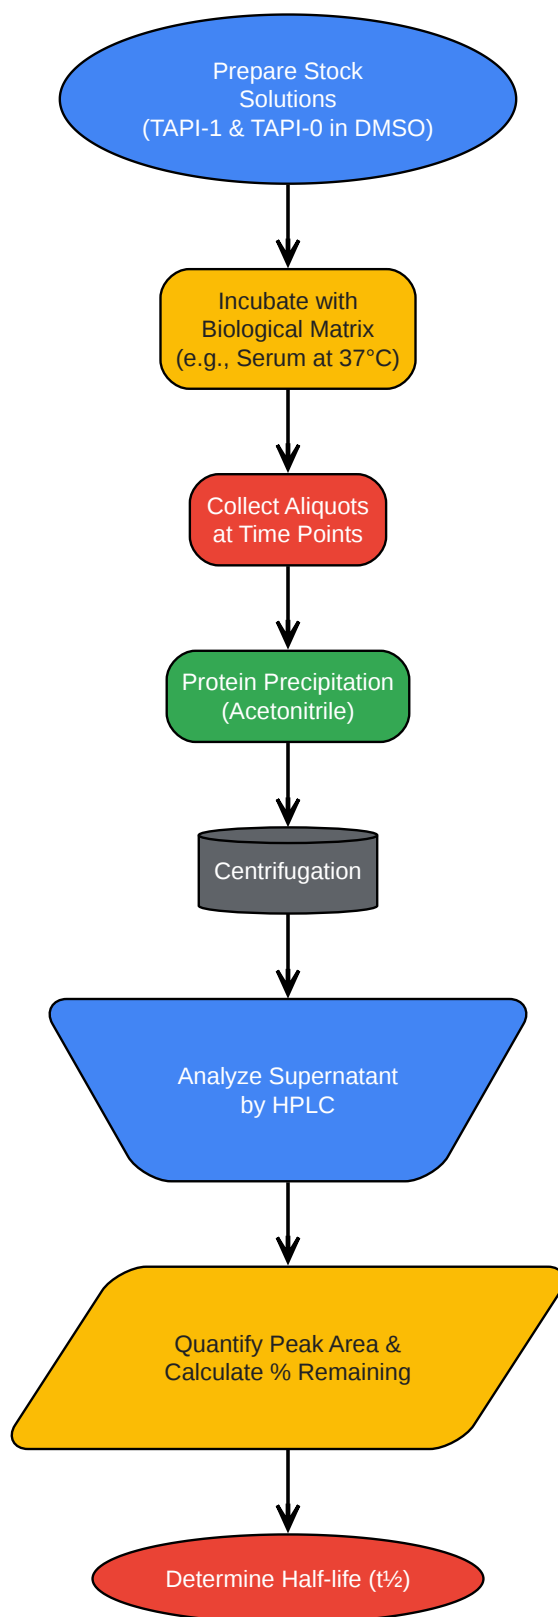 Prepare Stock
Solutions
(TAPI-1 & TAPI-0 in DMSO)
Incubate with
Biological Matrix
(e.g., Serum at 37°C)
Collect Aliquots
at Time Points
Protein Precipitation
(Acetonitrile)
Centrifugation
Analyze Supernatant
by HPLC
Quantify Peak Area &
Calculate % Remaining
Determine Half-life (t½)